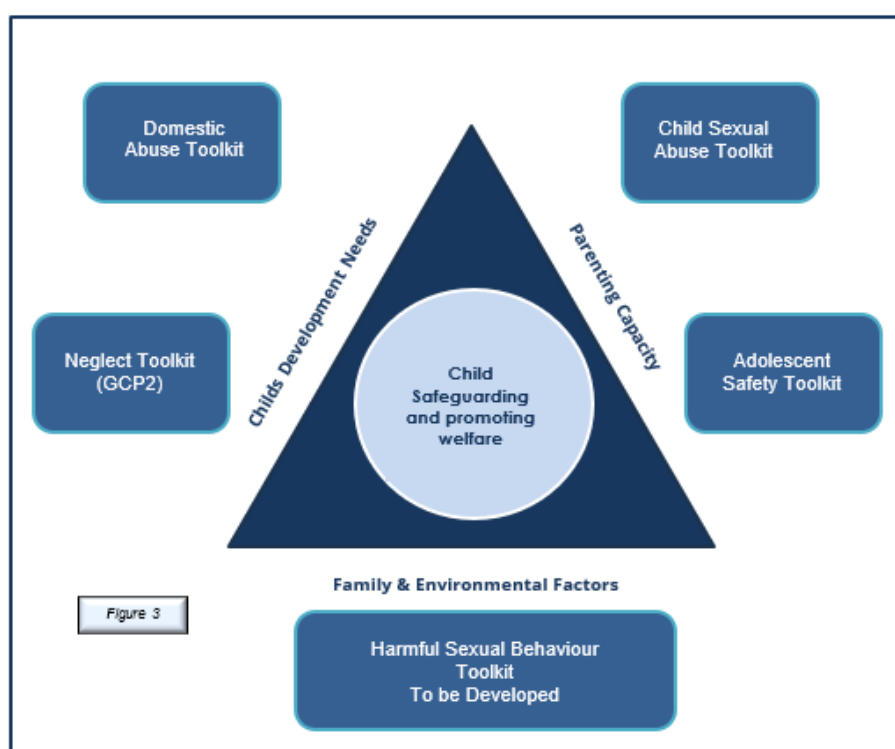 Domestic
Abuse Toolkit
Child Sexual
Abuse Toolkit
Childs Development Needs
Parenting Capacity
Neglect Toolkit
(GCP2)
Child
Safeguarding
and promoting
welfare
Adolescent
Safety Toolkit
Family & Environmental Factors
Figure 3
Harmful Sexual Behaviour
Toolkit
To be Developed